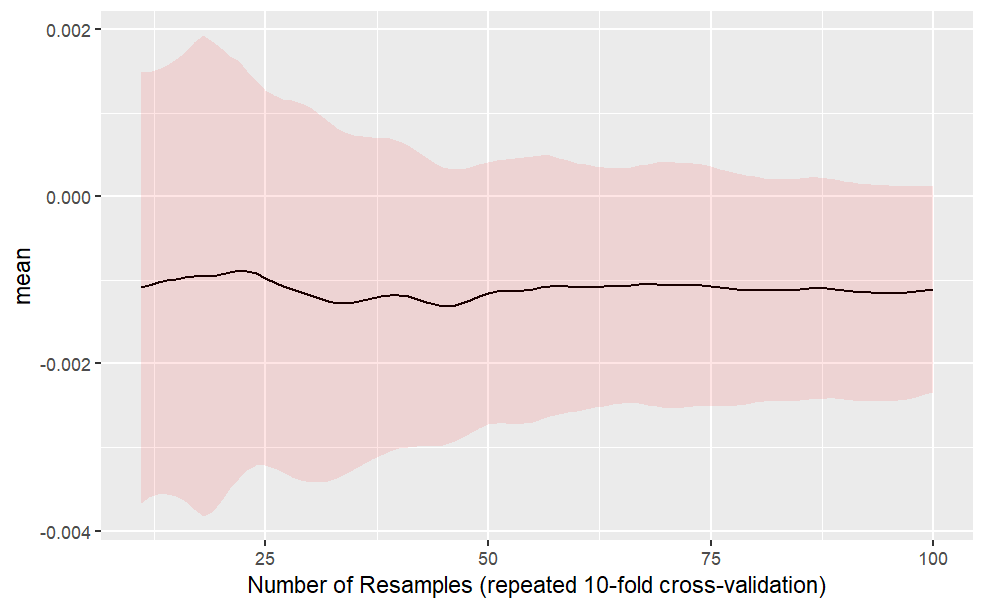 0.002
0.000
-0.002
-0.004
mean
25 50 75 100
Number of Resamples (repeated 10-fold cross-validation)